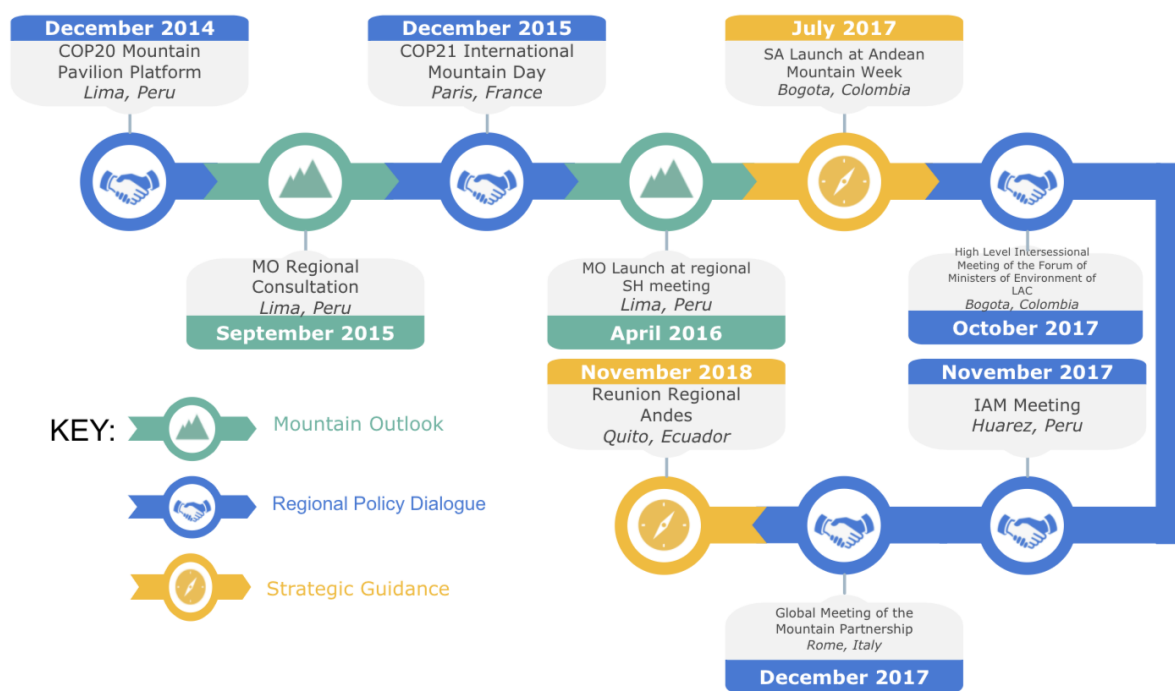 December 2014
COP20 Mountain
Pavilion Platform
Lima, Peru
December 2015
COP21 International
Mountain Day
Paris, France
July 2017
SA Launch at Andean
Mountain Week
Bogota, Colombia
MO Regional
Consultation
Lima, Peru
September 2015
MO Launch at regional
SH meeting
Lima, Peru
April 2016
High Level Intersessional
Meeting of the Forum of
Ministers of Environment of
LAC
Bogota, Colombia
October 2017
November 2018
Reunion Regional
Andes
Quito, Ecuador
November 2017
IAM Meeting
Huarez, Peru
KEY:
Mountain Outlook
Regional Policy Dialogue
Strategic Guidance
Global Meeting of the
Mountain Partnership
Rome, Italy
December 2017